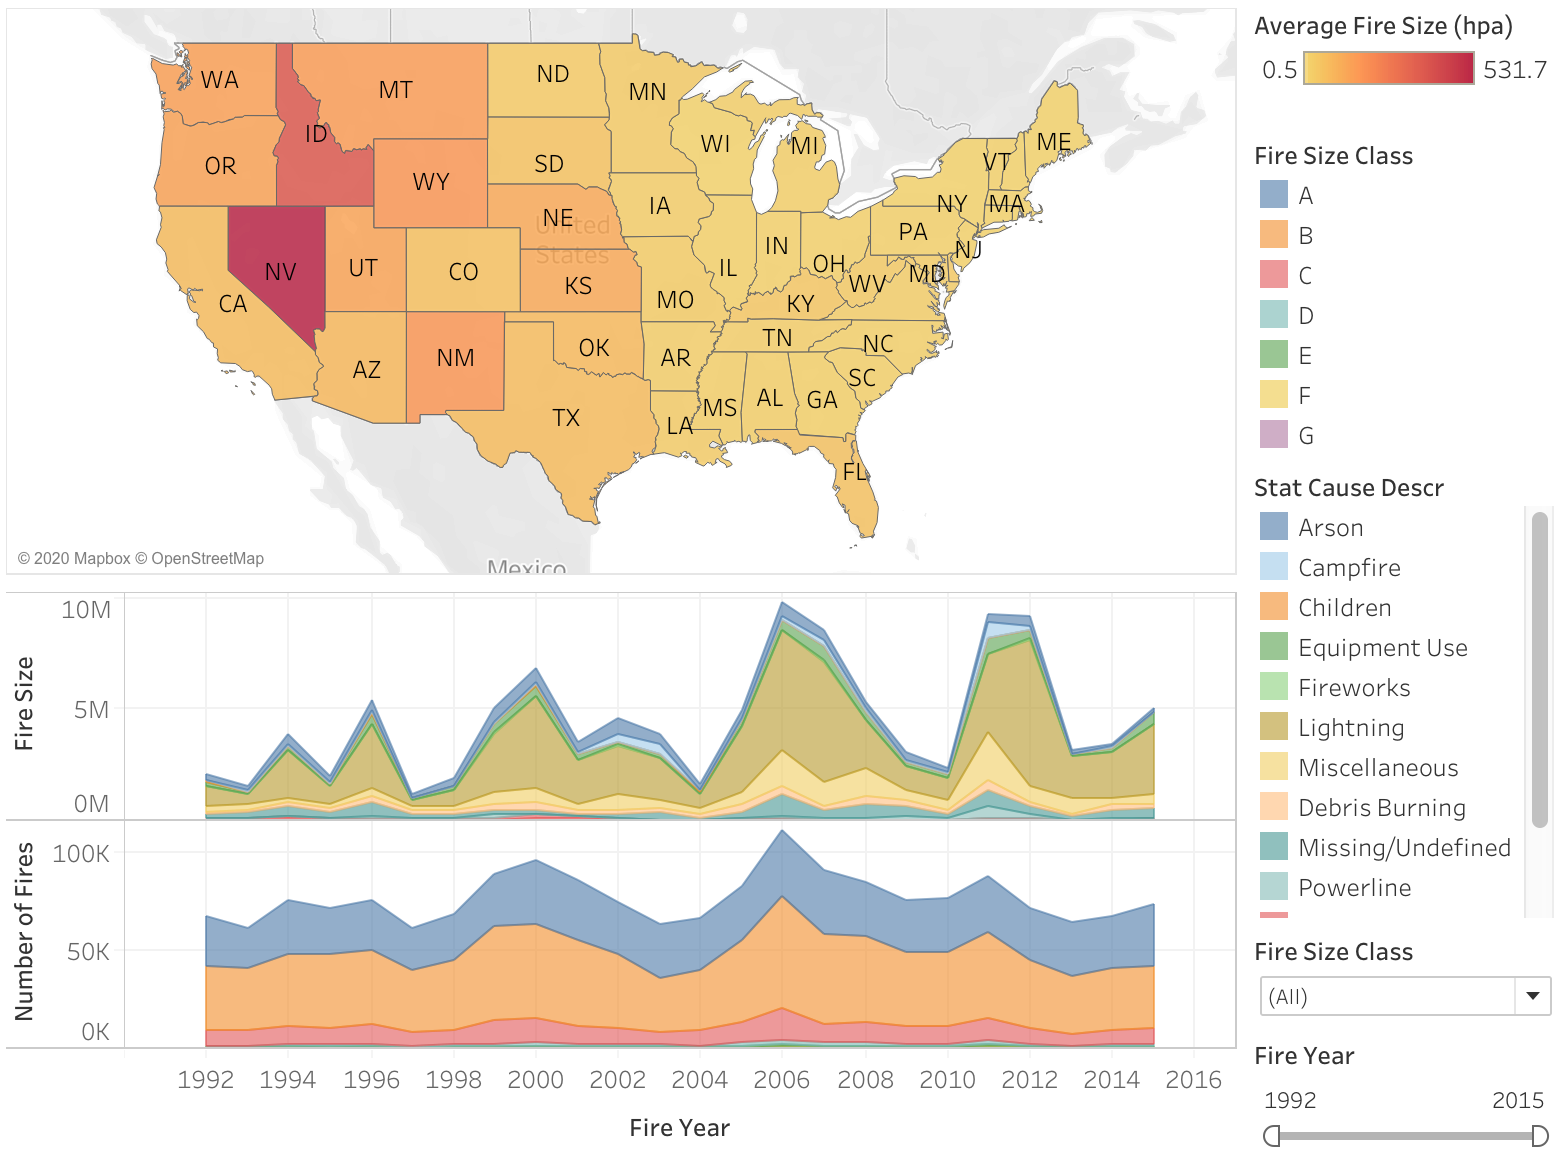 Average Fire Size (hpa)
0.5 531.7
WA MT ND MN ME
ID OR WY SD WI MI VT
NE IA NY MA
United States
PA NJ
NV UT CO KS IL IN OH MD
CA MO KY WV
AZ NM OK AR TN NC
TX LA MS AL GA SC
FL
© 2020 Mapbox © OpenStreetMap
Mexico
Fire Size Class
A
B
C
D
E
F
G
Stat Cause Descr
Arson
Campfire
Children
Equipment Use
Fireworks
Lightning
Miscellaneous
Debris Burning
Missing/Undefined
Powerline
Fire Size
10M
5M
0M
Number of Fires
100K
50K
0K
1992 1994 1996 1998 2000 2002 2004 2006 2008 2010 2012 2014 2016
Fire Year
Fire Size Class
(All)
Fire Year
1992 2015